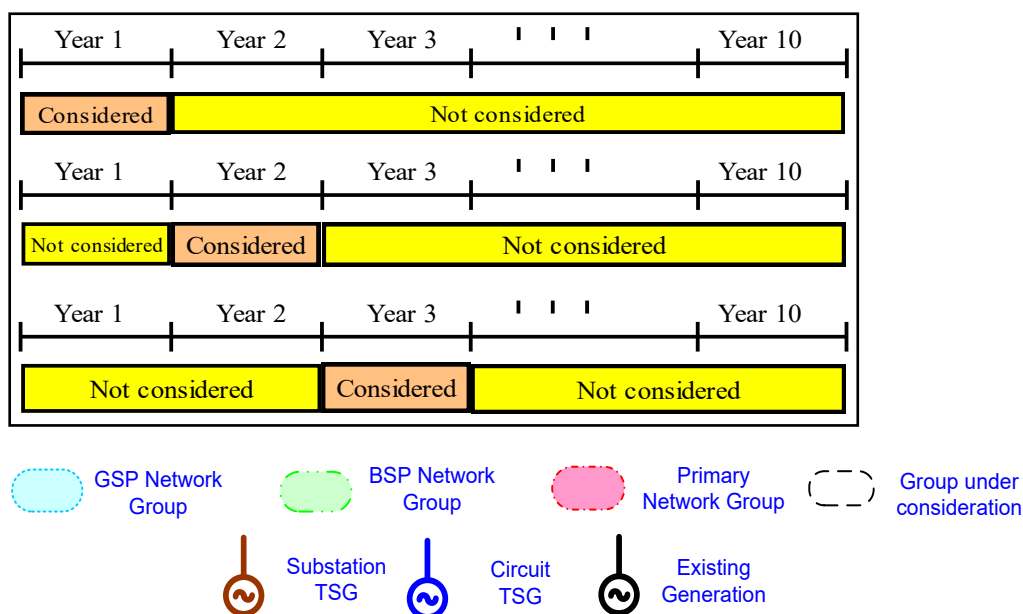 Year 1 Year 2 Year 3 Year 10
Considered Not considered
Year 1 Year 2 Year 3 Year 10
Not considered Considered Not considered
Year 1 Year 2 Year 3 Year 10
Not considered Considered Not considered
GSP Network
Group
BSP Network
Group
Primary
Network Group
Group under
consideration
Substation
TSG
Circuit
TSG
Existing
Generation